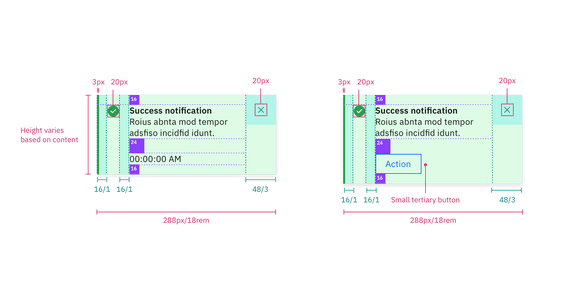 3px 20px 20px
16
Success notification
Roius abnta mod tempor
adsfiso incidfid idunt.
24
00:00:00 AM
16
Height varies
based on content
16/1 16/1 48/3
288px/18rem
3px 20px 20px
16
Success notification
Roius abnta mod tempor
adsfiso incidfid idunt.
24
Action
16
Small tertiary button
16/1 16/1 48/3
288px/18rem